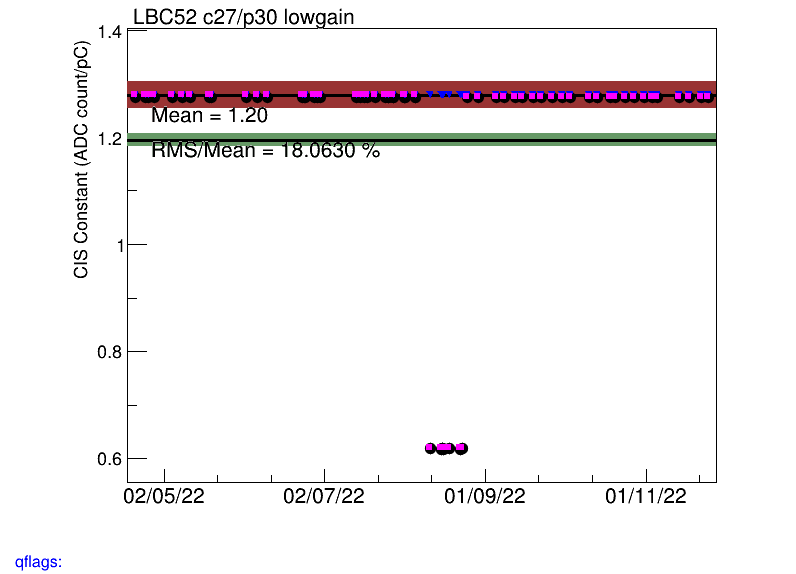 LBC52 c27/p30 lowgain
CIS Constant (ADC count/pC)
1.4
Mean = 1.20
1.2
RMS/Mean = 18.0630 %
1
0.8
0.6
02/05/22 02/07/22 01/09/22 01/11/22
qflags: